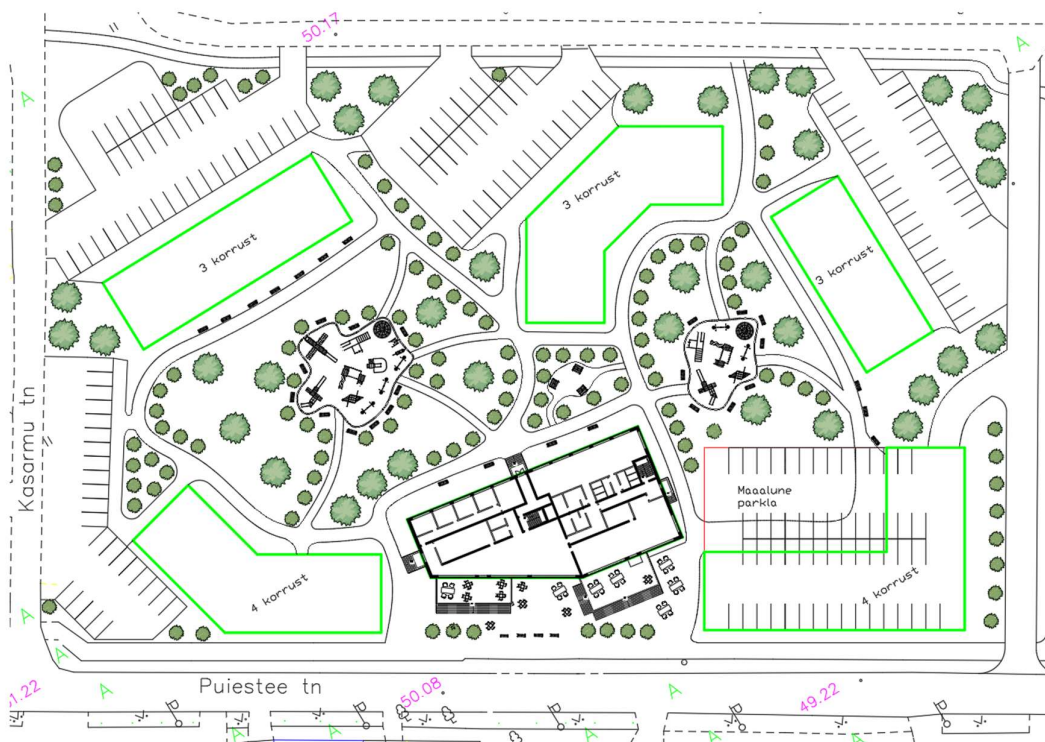 50.17
A
A
3 korrust
3 korrust
3 korrust
Kasarmu tn
Maaalune
parkla
4 korrust
4 korrust
A
A
Puiestee tn
A
50.08
A
49.22
A
A
A
A